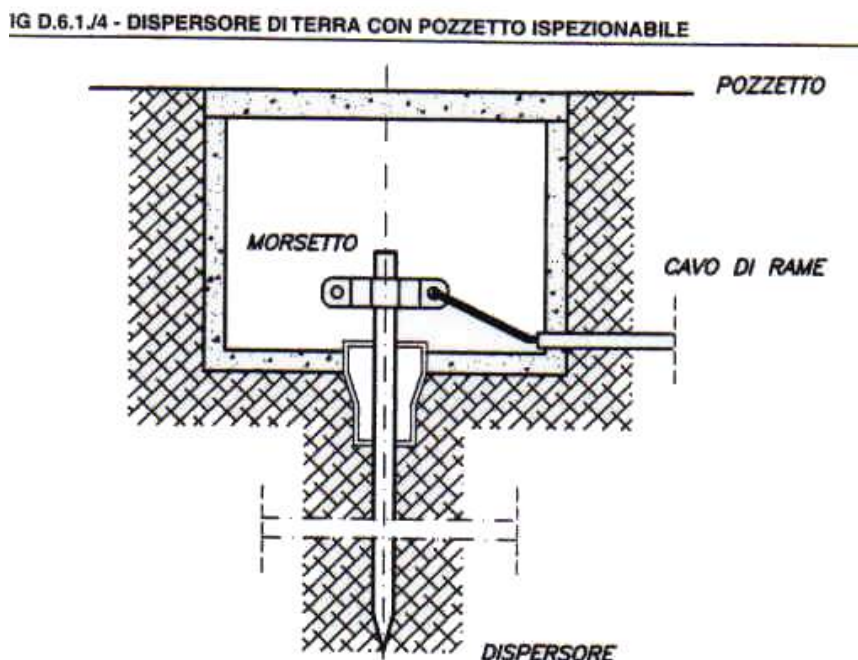 IG D.6.1./4 - DISPERSORE DI TERRA CON POZZETTO ISPEZIONABILE
POZZETTO
MORSETTO
CAVO DI RAME
DISPERSORE